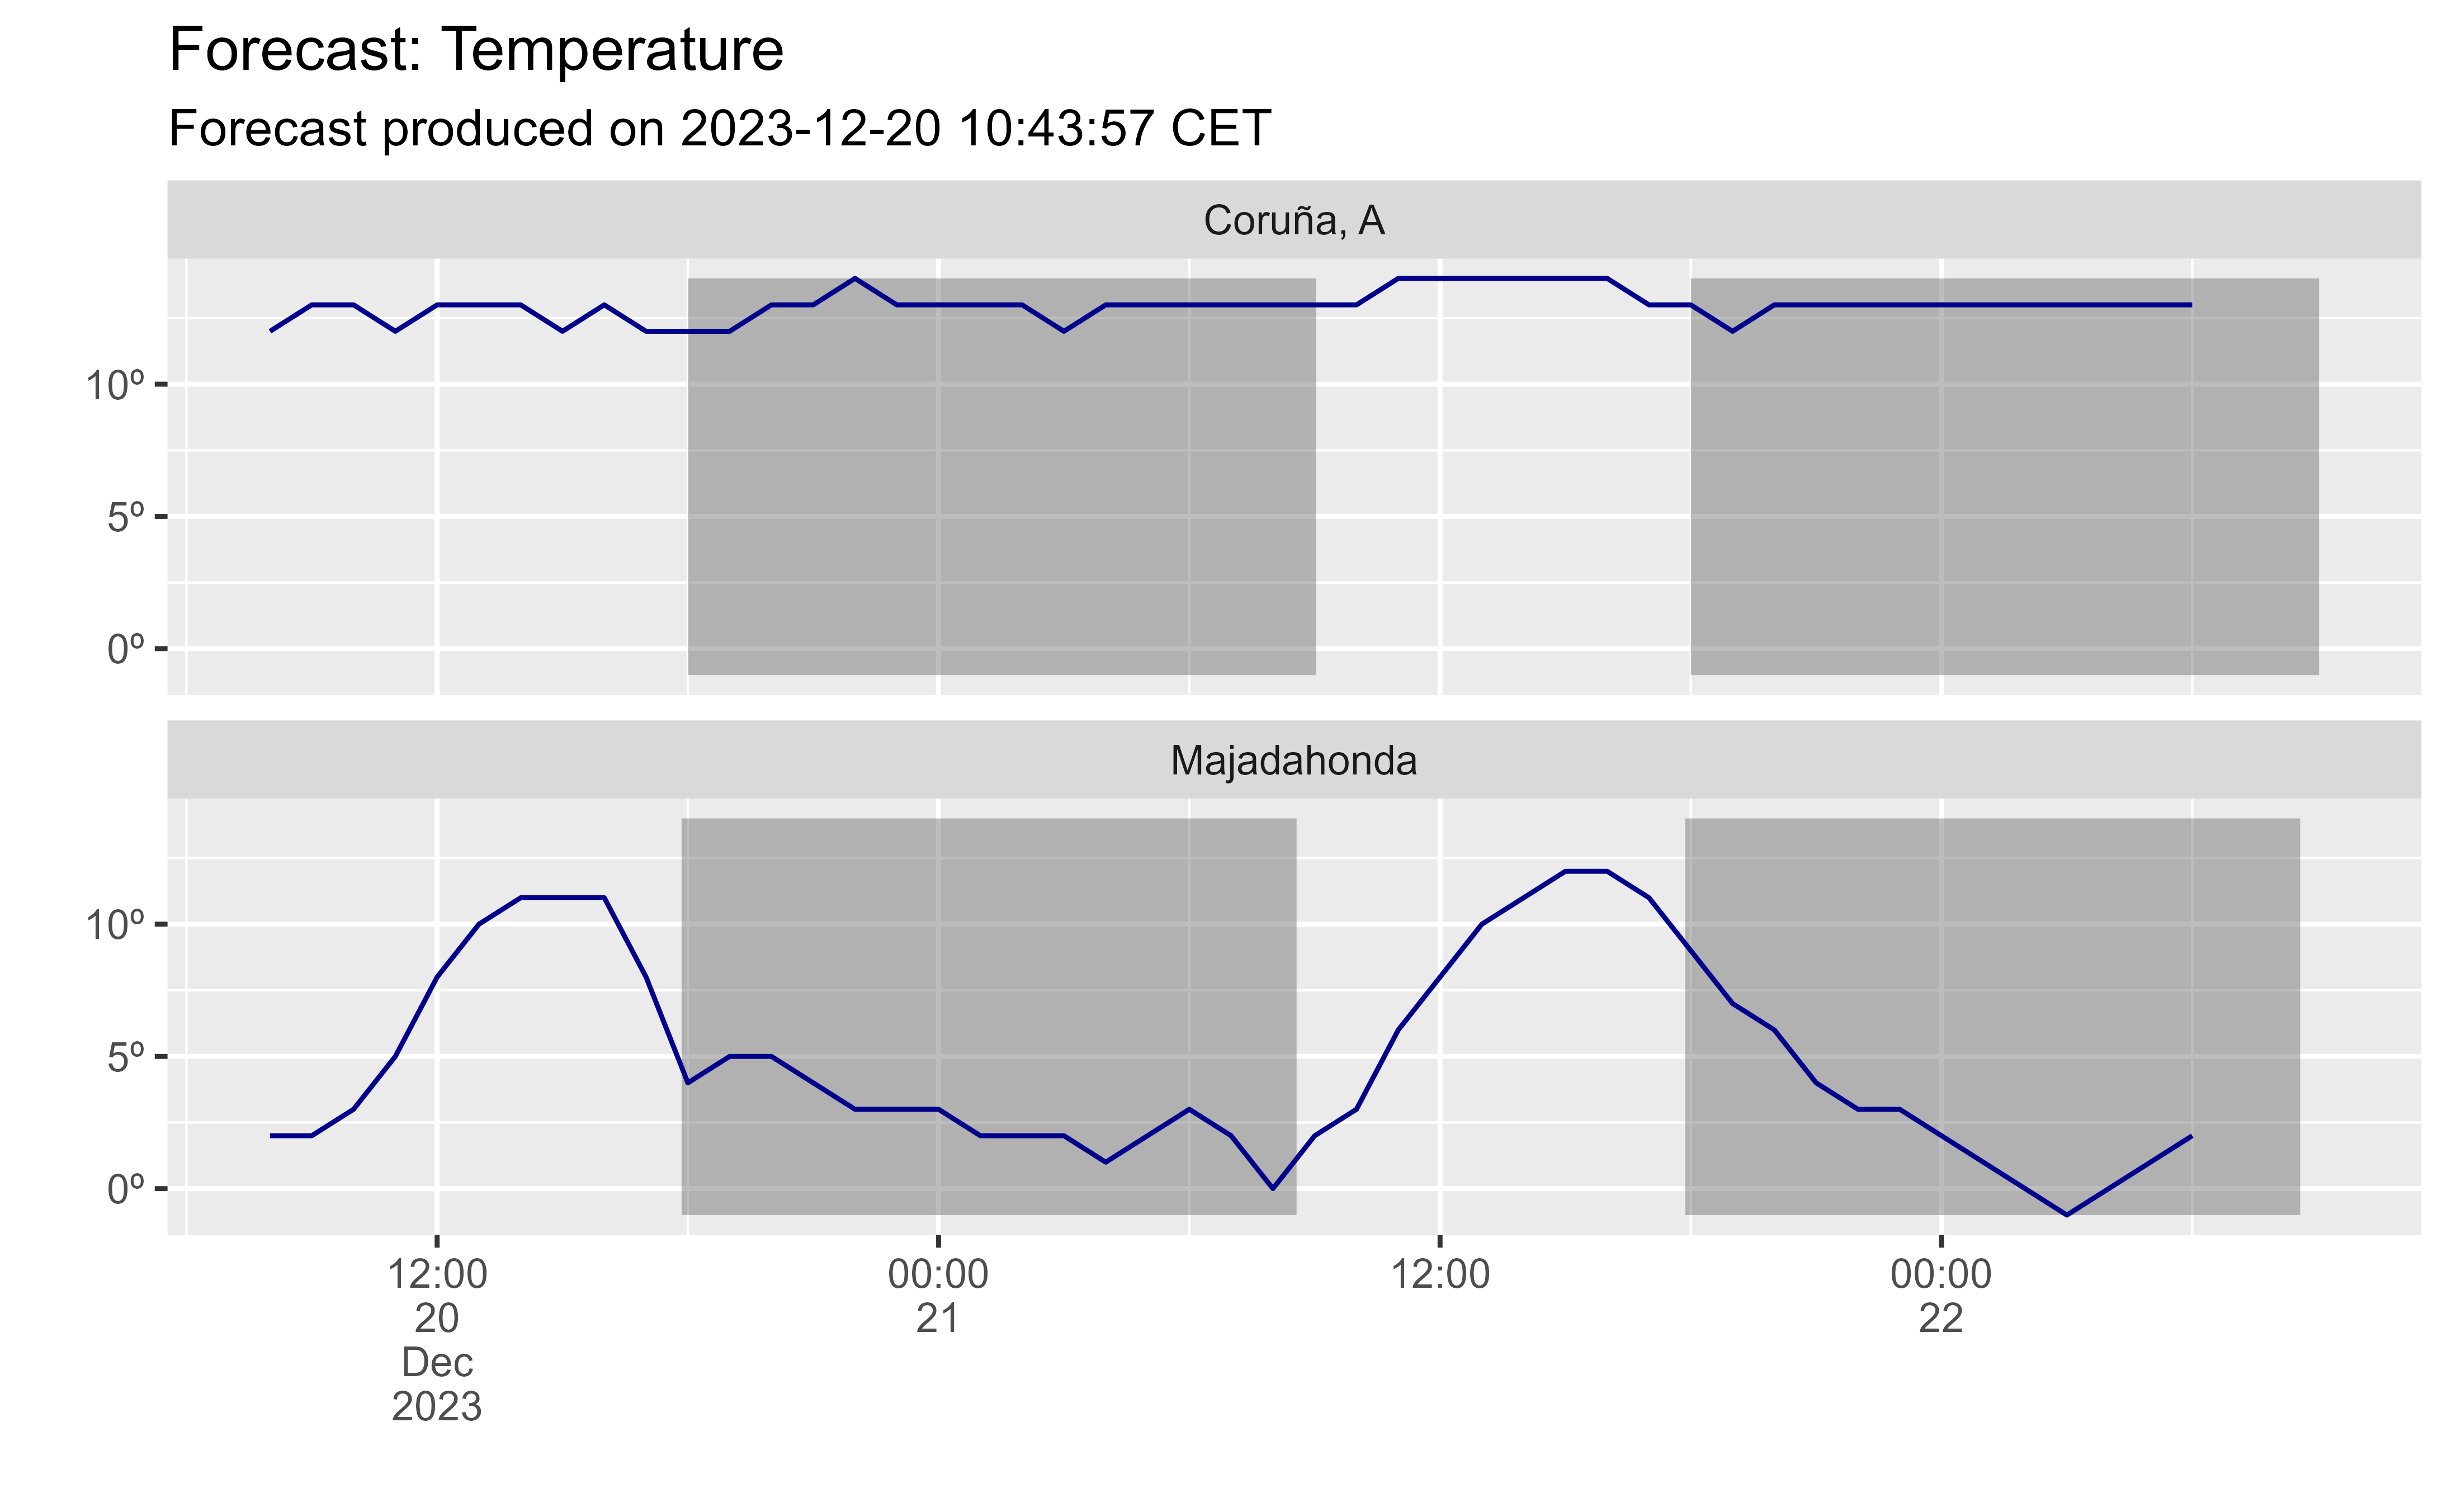 Forecast: Temperature
Forecast produced on 2023-12-20 10:43:57 CET
Coruña, A
10º
5º
0º
Majadahonda
10º
5º
0º
12:00 00:00 12:00 00:00
20 21 22
Dec
2023